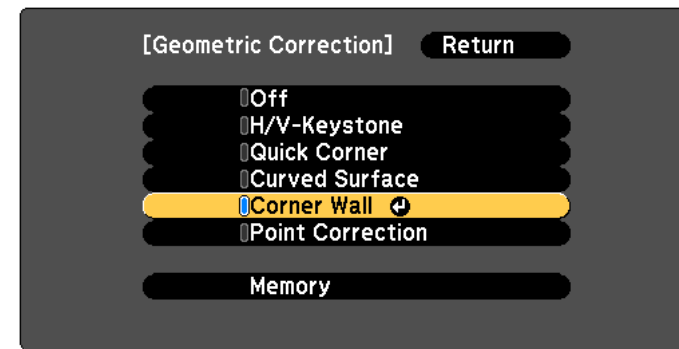 [Geometric Correction] Return
Off
H/V-Keystone
Quick Corner
Curved Surface
Corner Wall
Point Correction
Memory